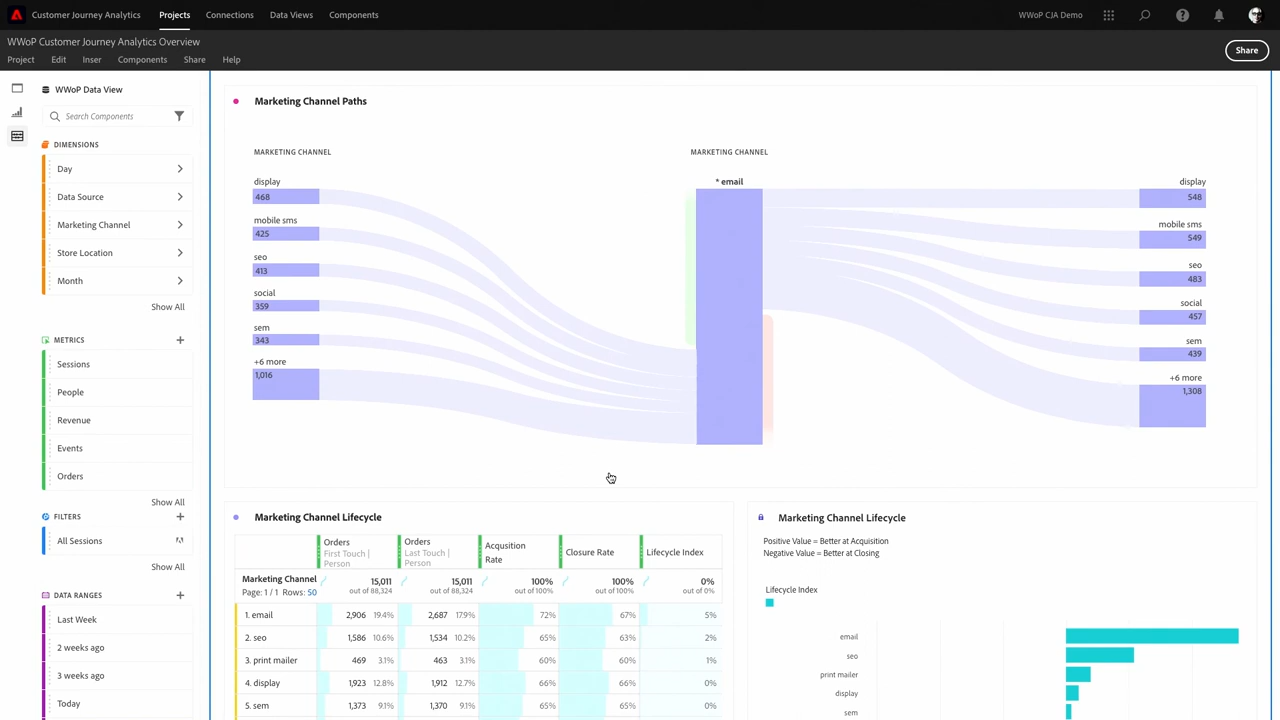 Customer Journey Analytics
Projects
Connections
Data Views
Components
WWoP CJA Demo
WWoP Customer Journey Analytics Overview
Project
Edit
Inser
Components
Share
Help
Share
WWoP Data View
Search Components
DIMENSIONS
Day
Data Source
Marketing Channel
Store Location
Month
Show All
METRICS
Sessions
People
Revenue
Events
Orders
Show All
FILTERS
All Sessions
Show All
DATA RANGES
Last Week
2 weeks ago
3 weeks ago
Today
Marketing Channel Paths
MARKETING CHANNEL
MARKETING CHANNEL
display
468
mobile sms
425
seo
413
social
359
sem
343
+6 more
1,016
* email
display
548
mobile sms
549
seo
483
social
457
sem
439
+6 more
1,308
Marketing Channel Lifecycle
Orders
First Touch |
Person
Orders
Last Touch |
Person
Acqusition
Rate
Closure Rate
Lifecycle Index
Marketing Channel
Page: 1 / 1 Rows: 50
15,011
out of 88,324
15,011
out of 88,324
100%
out of 100%
100%
out of 100%
0%
out of 0%
1. email 2,906 19.4% 2,687 17.9% 72% 67% 5%
2. seo 1,586 10.6% 1,534 10.2% 65% 63% 2%
3. print mailer 469 3.1% 463 3.1% 60% 60% 1%
4. display 1,923 12.8% 1,912 12.7% 66% 66% 0%
5. sem 1,373 9.1% 1,370 9.1% 65% 65% 0%
Marketing Channel Lifecycle
Positive Value = Better at Acquisition
Negative Value = Better at Closing
Lifecycle Index
email
seo
print mailer
display
sem